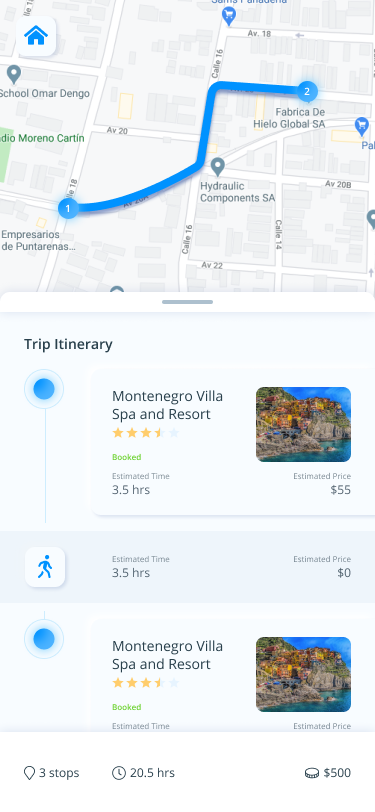 Sam's Panadería
Av. 18
Calle 16
School Omar Dengo
2
Fabrica De
Hielo Global SA
Av. 20
dio Moreno Cartín
Calle 18
Hydraulic
Components SA
Av. 20B
1
Empresarios
de Puntarenas...
Calle 16
Calle 14
Av. 22
Trip Itinerary
Montenegro Villa
Spa and Resort
Booked
Estimated Time
Estimated Price
3.5 hrs
$55
Estimated Time
Estimated Price
3.5 hrs
$0
Montenegro Villa
Spa and Resort
Booked
Estimated Time
Estimated Price
3 stops
20.5 hrs
$500